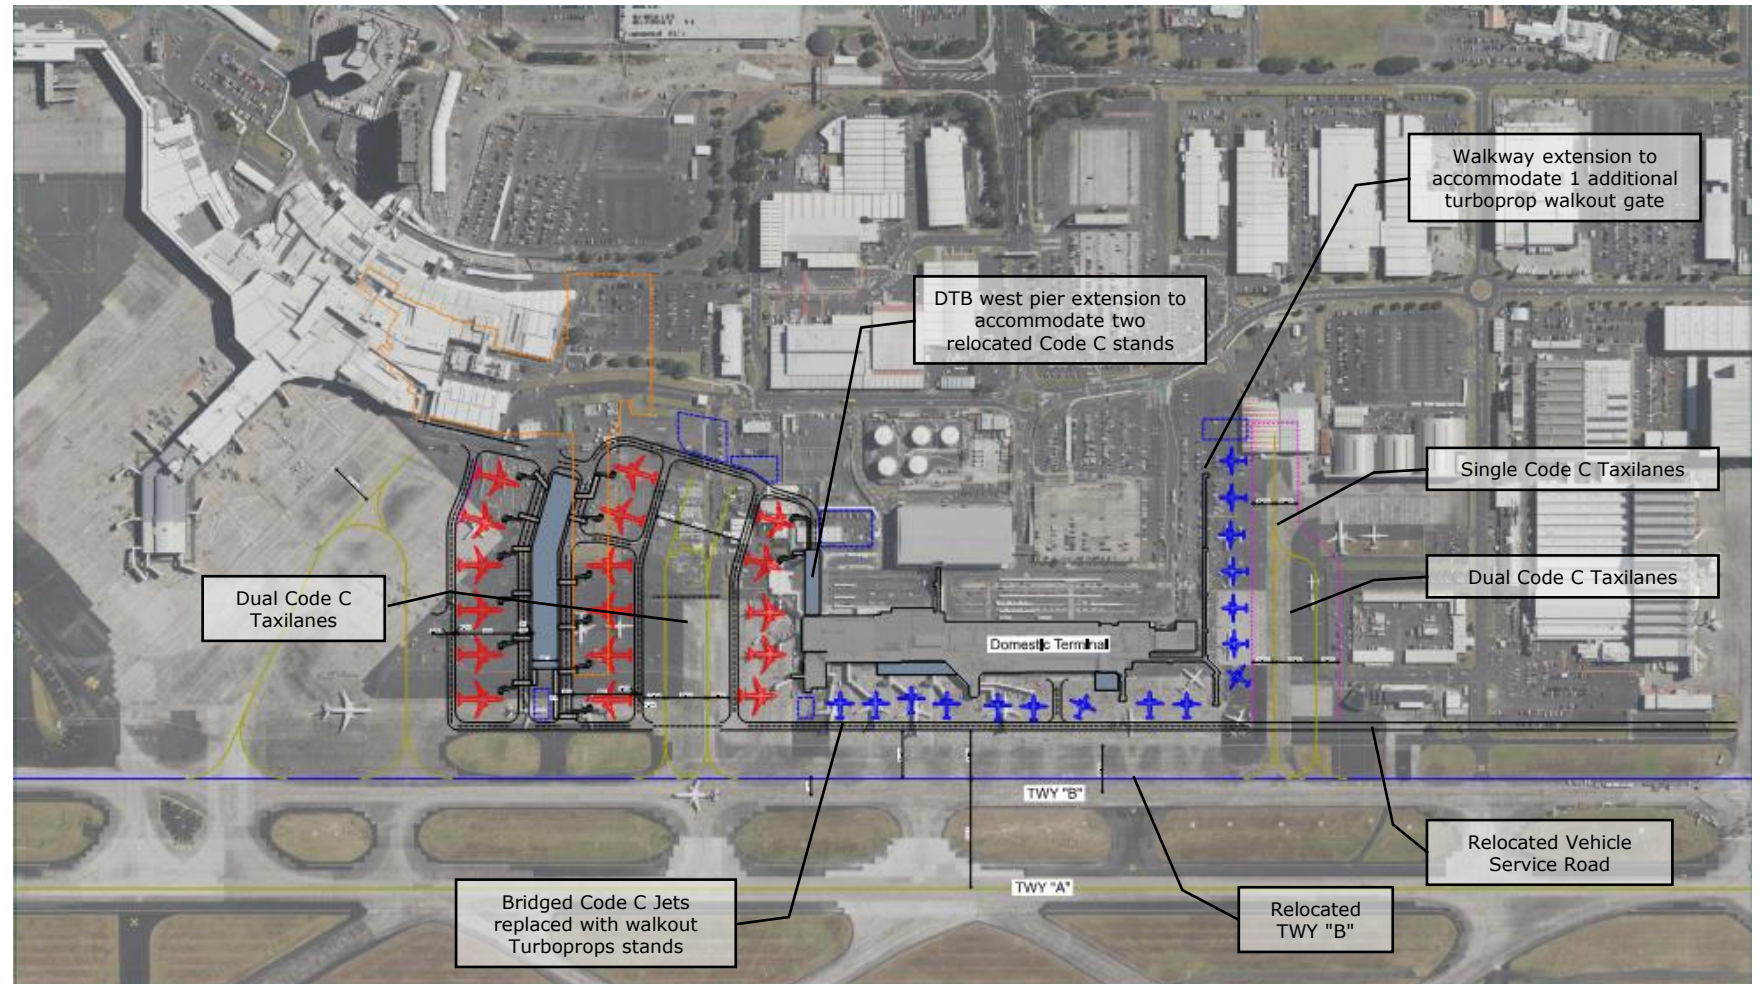 Walkway extension to
accommodate 1 additional
turboprop walkout gate
DTB west pier extension to
accommodate two
relocated Code C stands
Single Code C Taxilanes
Dual Code C Taxilanes
Dual Code C
Taxilanes
Domestic Terminal
TWY "B"
Relocated Vehicle
Service Road
TWY "A"
Bridged Code C Jets
replaced with walkout
Turboprops stands
Relocated
TWY "B"